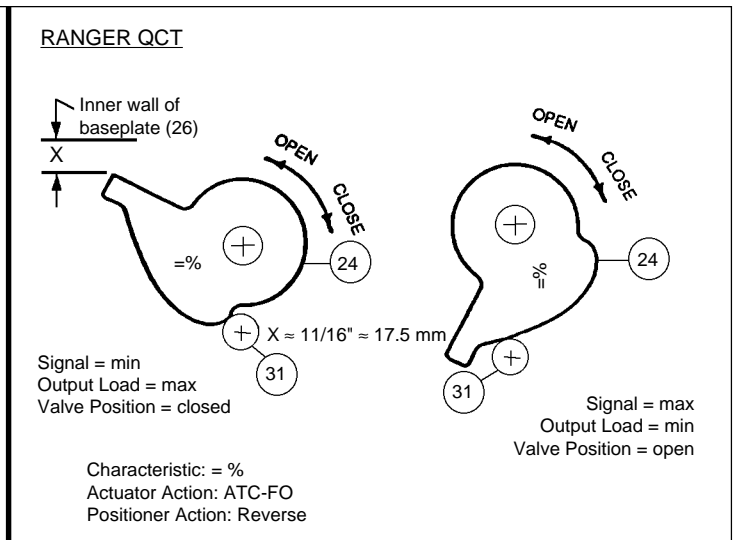 RANGER QCT
Inner wall of
baseplate (26)
X
OPEN
CLOSE
=%
24
31
X ≈ 11/16" ≈ 17.5 mm
Signal = min
Output Load = max
Valve Position = closed
OPEN
CLOSE
=%
24
31
Signal = max
Output Load = min
Valve Position = open
Characteristic: = %
Actuator Action: ATC-FO
Positioner Action: Reverse